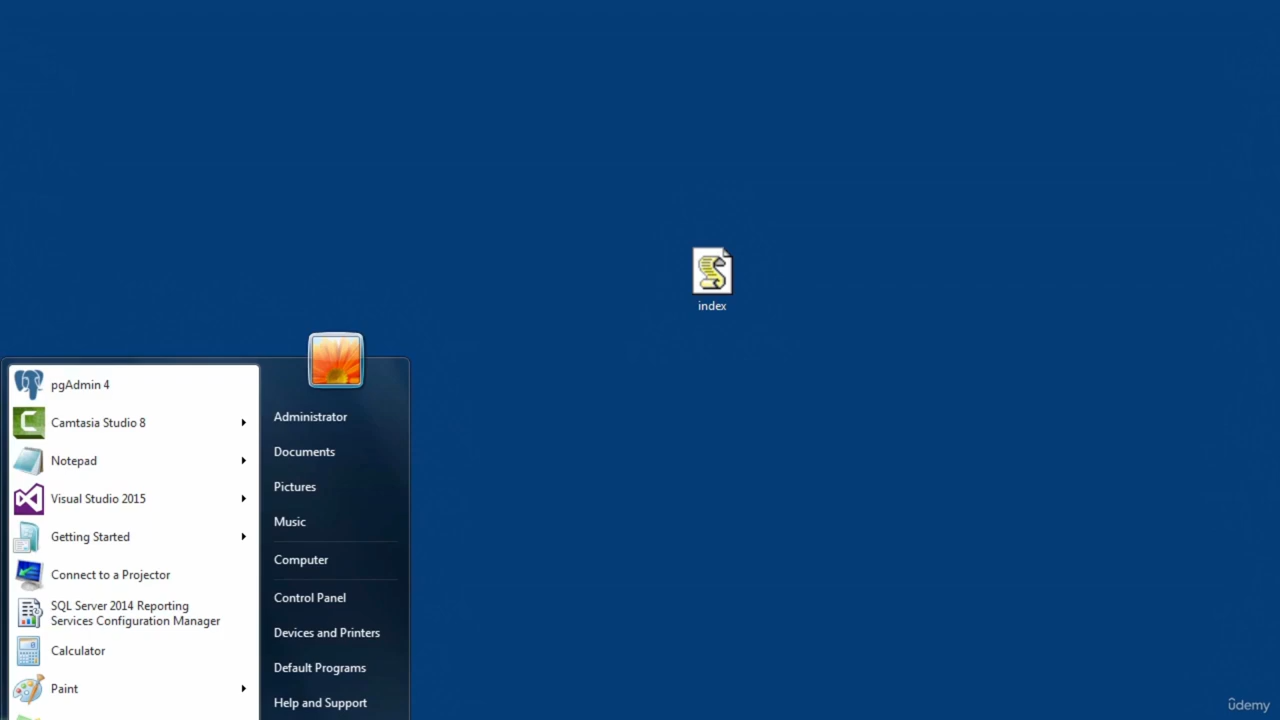 index
pgAdmin 4
Camtasia Studio 8
Notepad
Visual Studio 2015
Getting Started
Connect to a Projector
SQL Server 2014 Reporting
Services Configuration Manager
Calculator
Paint
Administrator
Documents
Pictures
Music
Computer
Control Panel
Devices and Printers
Default Programs
Help and Support
ûdemy